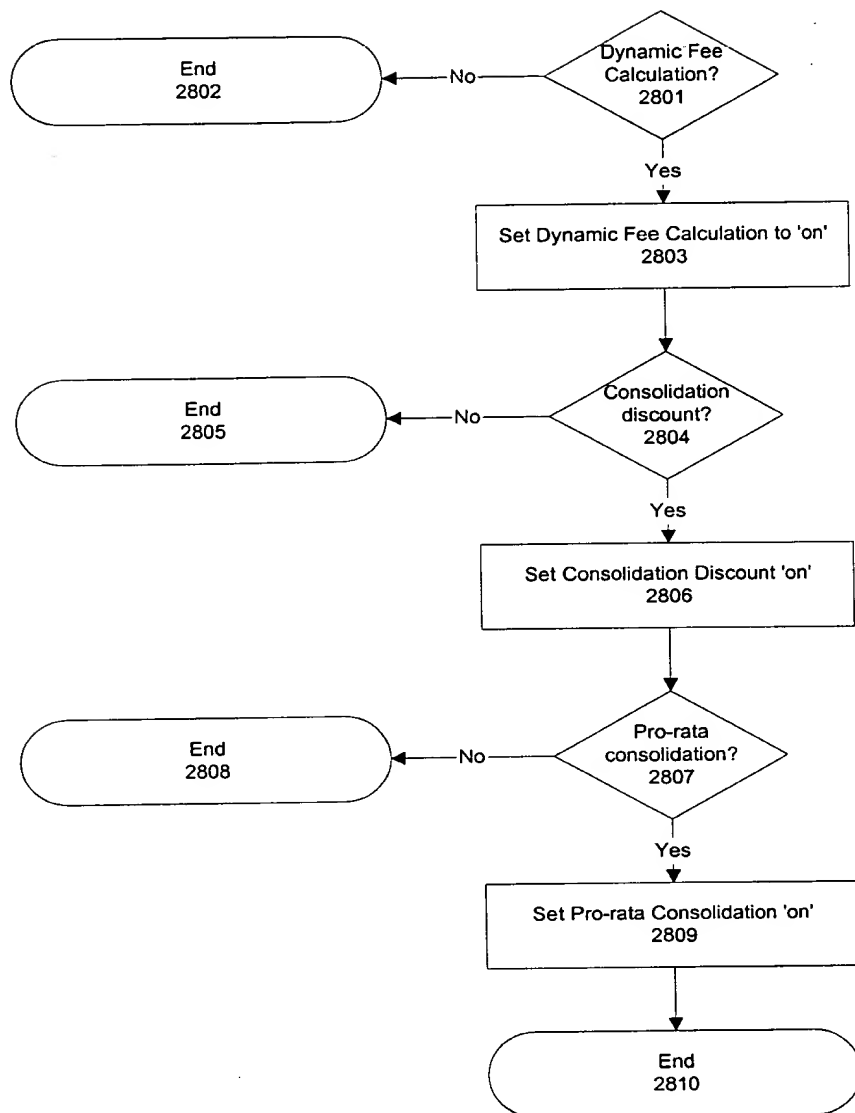 Dynamic Fee
Calculation?
2801
No
End
2802
Yes
Set Dynamic Fee Calculation to 'on'
2803
Consolidation
discount?
2804
No
End
2805
Yes
Set Consolidation Discount 'on'
2806
Pro-rata
consolidation?
2807
No
End
2808
Yes
Set Pro-rata Consolidation 'on'
2809
End
2810